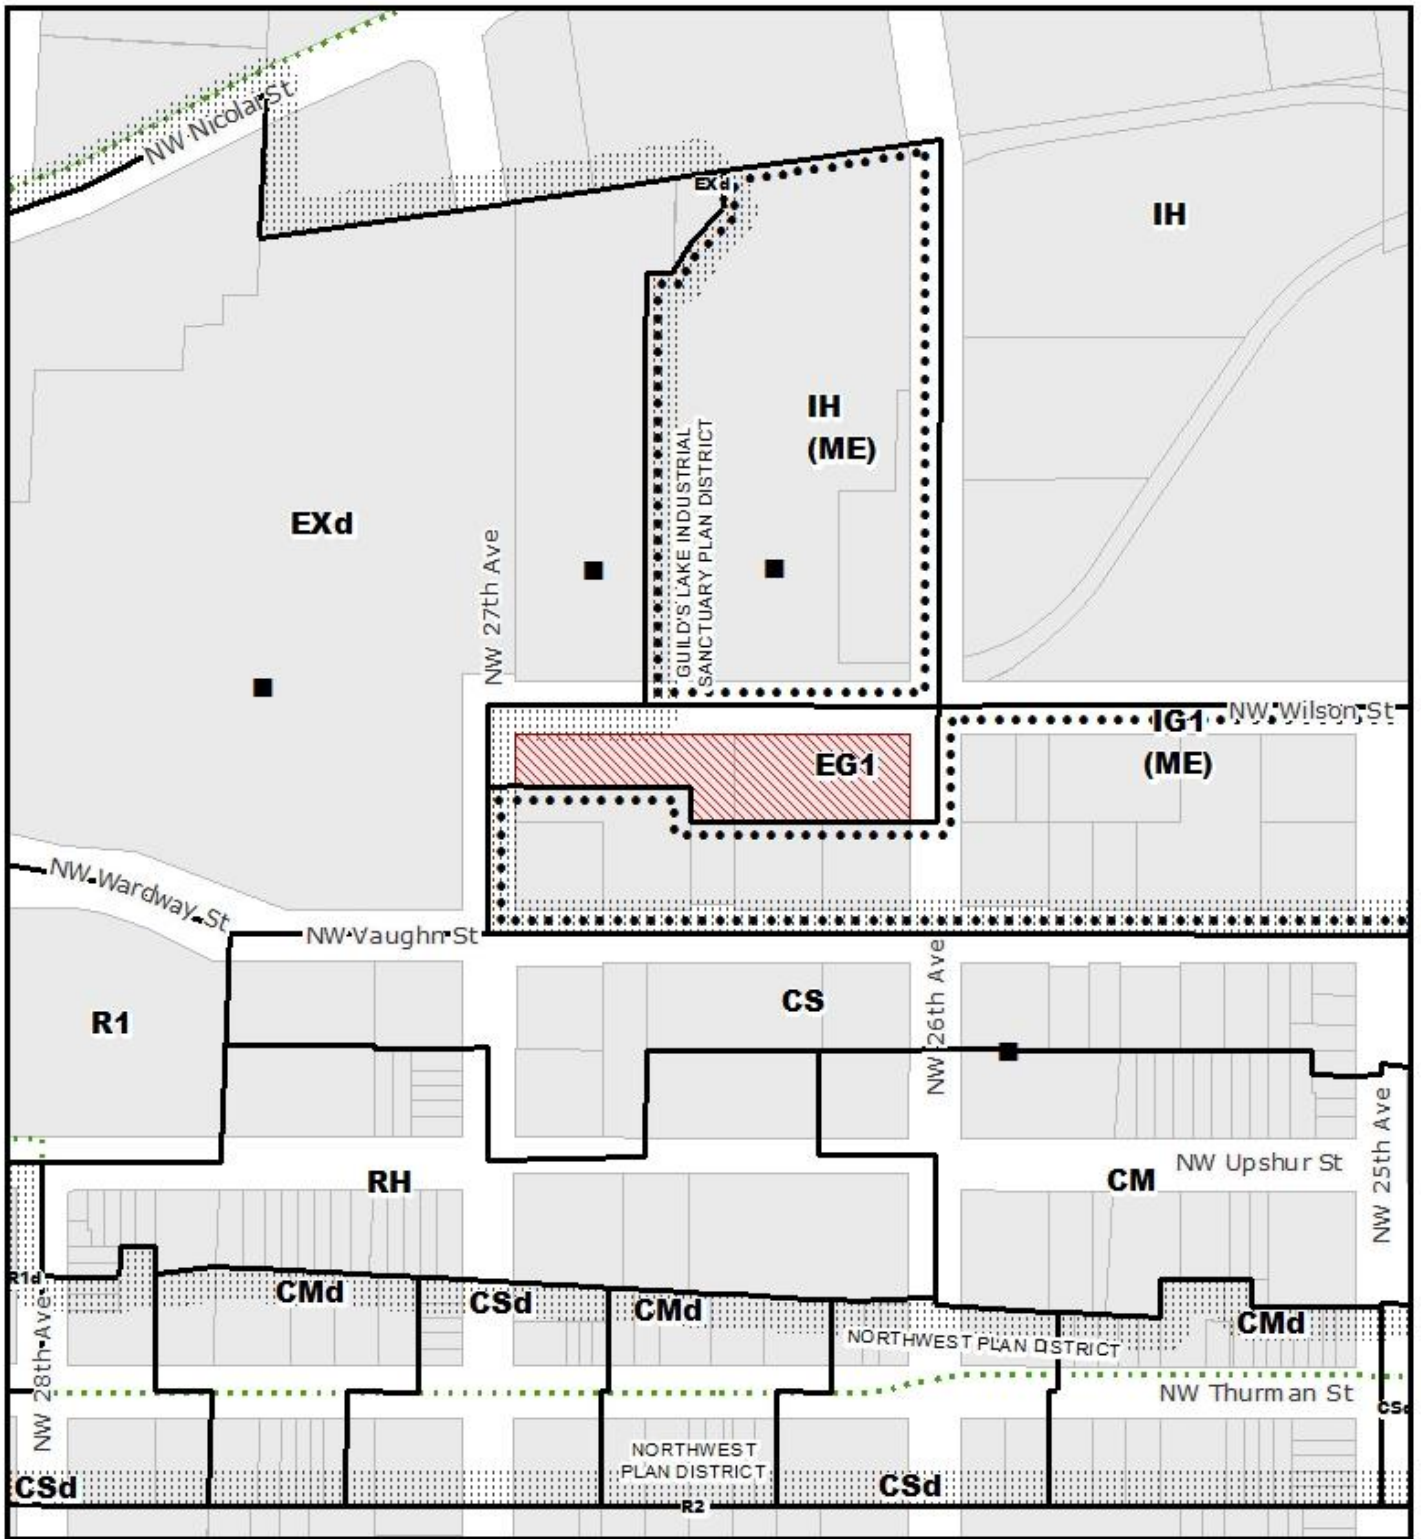 NW Nicolai St
EXd
IH
IH
(ME)
GUILD'S LAKE INDUSTRIAL
SANCTUARY PLAN DISTRICT
EXd
NW 27th Ave
NW Wilson St
IG1
(ME)
EG1
NW Wardway St
NW Vaughn St
R1
CS
NW 26th Ave
NW 25th Ave
NW Upshur St
RH
CM
R1d
CMd
CSd
CMd
CMd
NW 28th Ave
NORTHWEST PLAN DISTRICT
NW Thurman St
CSd
NORTHWEST
PLAN DISTRICT
CSd
CSd
R2